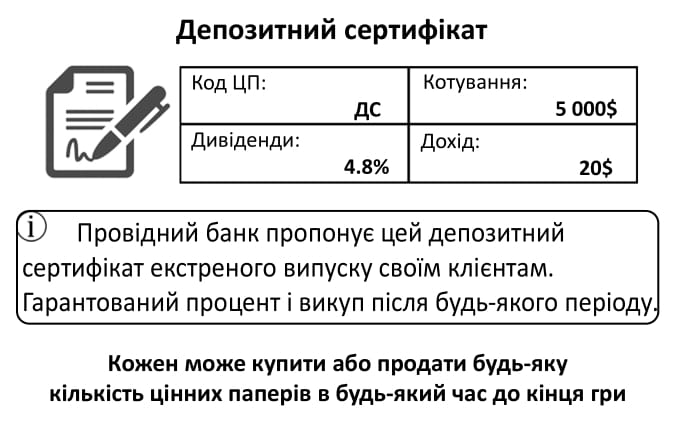 Депозитний сертифікат
Код ЦП:
ДС
Котування:
5 000$
Дивіденди:
4.8%
Дохід:
20$
i Провідний банк пропонує цей депозитний
сертифікат екстреного випуску своїм клієнтам.
Гарантований процент і викуп після будь-якого періоду.
Кожен може купити або продати будь-яку
кількість цінних паперів в будь-який час до кінця гри